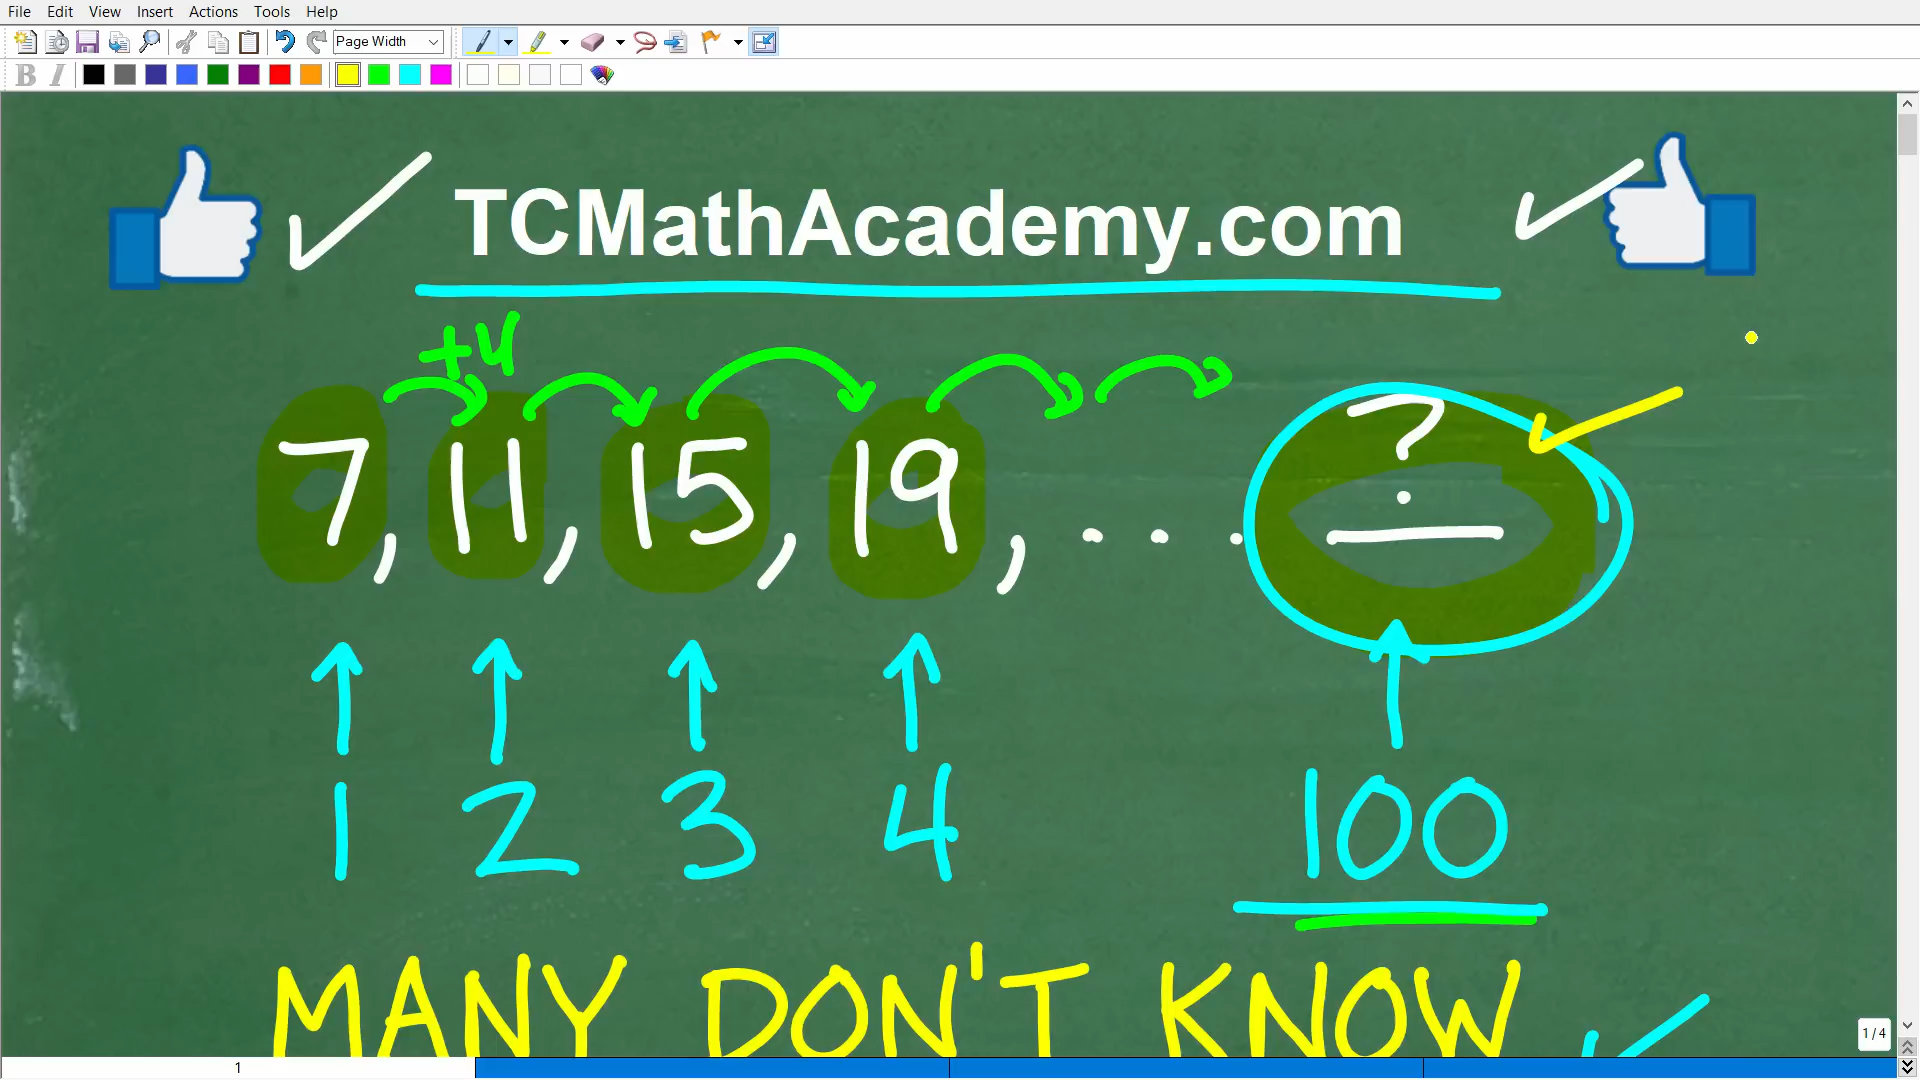 File Edit View Insert Actions Tools Help
Page Width
B I
TCMathAcademy.com
+4
7, 11, 15, 19, . . . ?
1 2 3 4 100
MANY DON'T KNOW
1 / 4
1